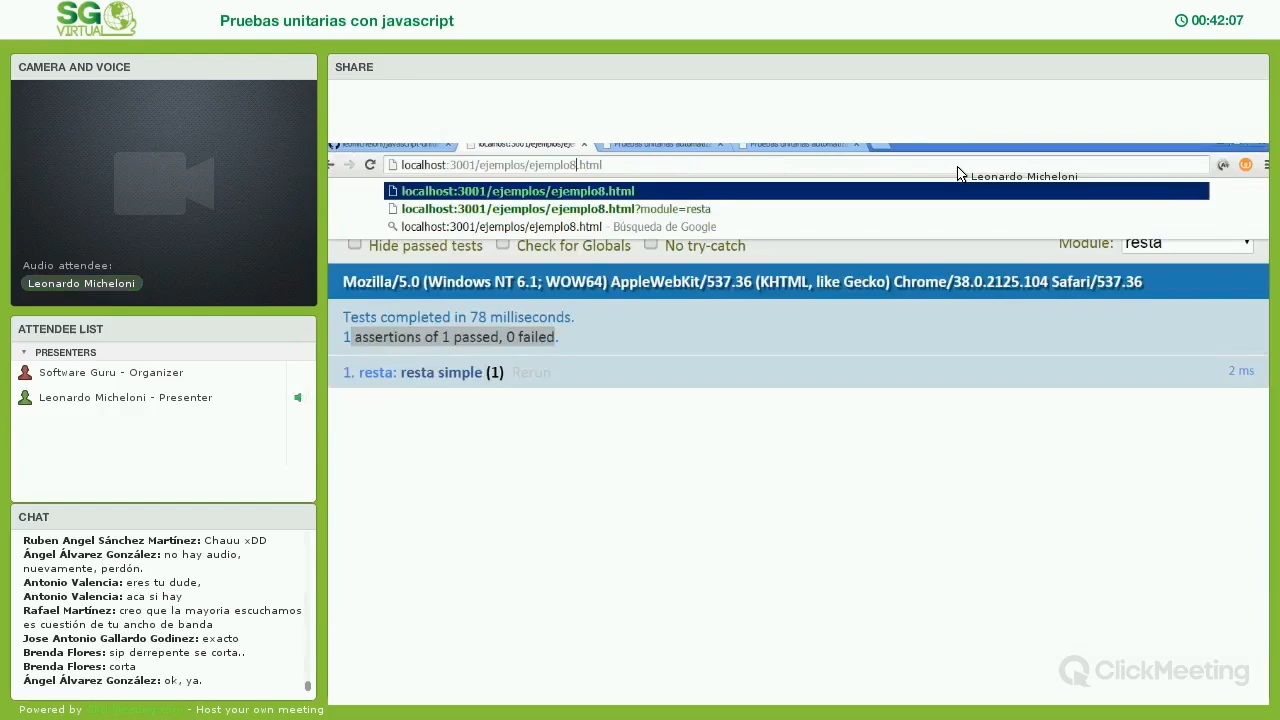 SG
VIRTUAL
Pruebas unitarias con javascript
00:42:07
CAMERA AND VOICE
Audio attendee:
Leonardo Micheloni
ATTENDEE LIST
PRESENTERS
Software Guru - Organizer
Leonardo Micheloni - Presenter
CHAT
Ruben Angel Sánchez Martínez: Chauu xDD
Ángel Álvarez González: no hay audio,
nuevamente, perdón.
Antonio Valencia: eres tu dude,
Antonio Valencia: aca si hay
Rafael Martínez: creo que la mayoria escuchamos
es cuestión de tu ancho de banda
Jose Antonio Gallardo Godinez: exacto
Brenda Flores: sip derrepente se corta..
Brenda Flores: corta
Ángel Álvarez González: ok, ya.
Powered by ClickMeeting.com - Host your own meeting
SHARE
localhost:3001/ejemplos/ejemplo8.html
Leonardo Micheloni
localhost:3001/ejemplos/ejemplo8.html
localhost:3001/ejemplos/ejemplo8.html?module=resta
localhost:3001/ejemplos/ejemplo8.html - Búsqueda de Google
Hide passed tests Check for Globals No try-catch Module: resta
Mozilla/5.0 (Windows NT 6.1; WOW64) AppleWebKit/537.36 (KHTML, like Gecko) Chrome/38.0.2125.104 Safari/537.36
Tests completed in 78 milliseconds.
1 assertions of 1 passed, 0 failed.
1. resta: resta simple (1) Rerun 2 ms
ClickMeeting